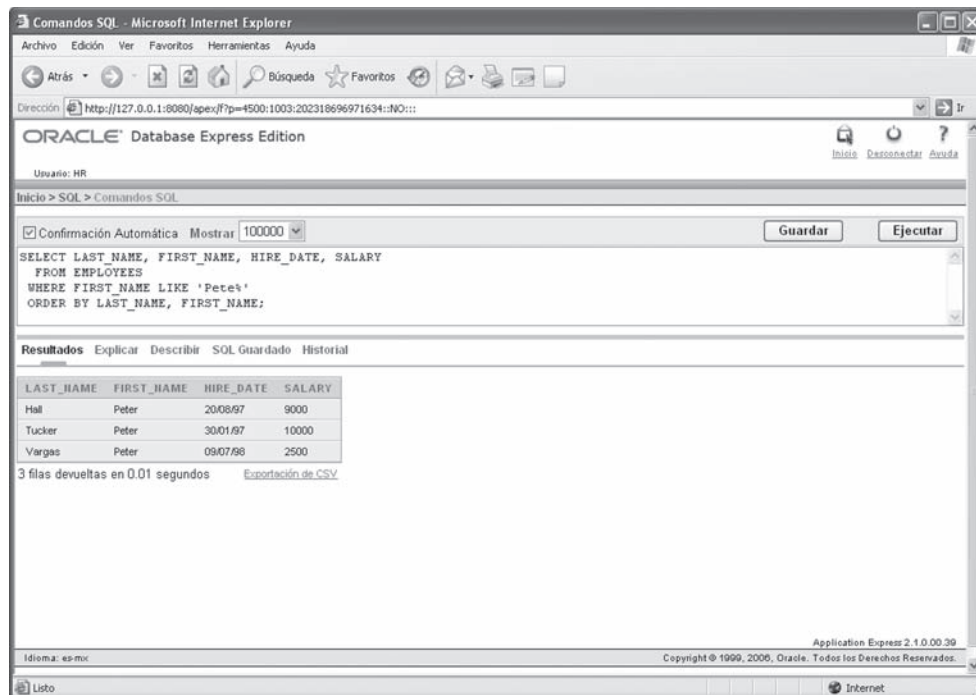 Comandos SQL - Microsoft Internet Explorer
Archivo Edición Ver Favoritos Herramientas Ayuda
Atrás Búsqueda Favoritos
Dirección http://127.0.0.1:8080/apex/f?p=4500:1003:202318696971634::NO::: Ir
ORACLE Database Express Edition
Inicio Desconectar Ayuda
Usuario: HR
Inicio > SQL > Comandos SQL
Confirmación Automática Mostrar 100000 Guardar Ejecutar
SELECT LAST_NAME, FIRST_NAME, HIRE_DATE, SALARY
FROM EMPLOYEES
WHERE FIRST_NAME LIKE 'Pete%'
ORDER BY LAST_NAME, FIRST_NAME;
Resultados Explicar Describir SQL Guardado Historial
LAST_NAME FIRST_NAME HIRE_DATE SALARY
Hall Peter 20/08/97 9000
Tucker Peter 30/01/97 10000
Vargas Peter 09/07/98 2500
3 filas devueltas en 0.01 segundos Exportación de CSV
Application Express 2.1.0.00.39
Idioma: es-mx Copyright © 1999, 2006, Oracle. Todos los Derechos Reservados.
Listo Internet